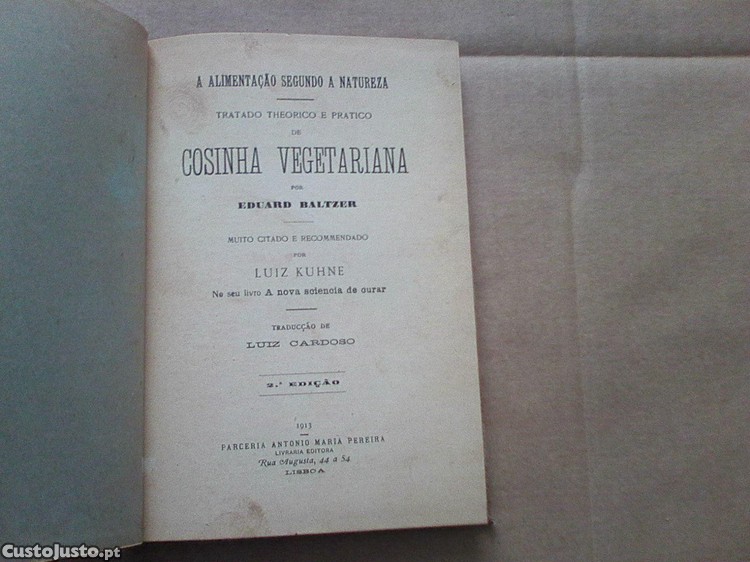 A ALIMENTAÇÃO SEGUNDO A NATUREZA
TRATADO THEORICO E PRATICO
DE
COSINHA VEGETARIANA
POR
EDUARD BALTZER
MUITO CITADO E RECOMMENDADO
POR
LUIZ KUHNE
No seu livro A nova sciencia de curar
TRADUCÇÃO DE
LUIZ CARDOSO
2.ª EDIÇÃO
1913
PARCERIA ANTONIO MARIA PEREIRA
LIVRARIA EDITORA
Rua Augusta, 44 a 54
LISBOA
CustoJusto.pt